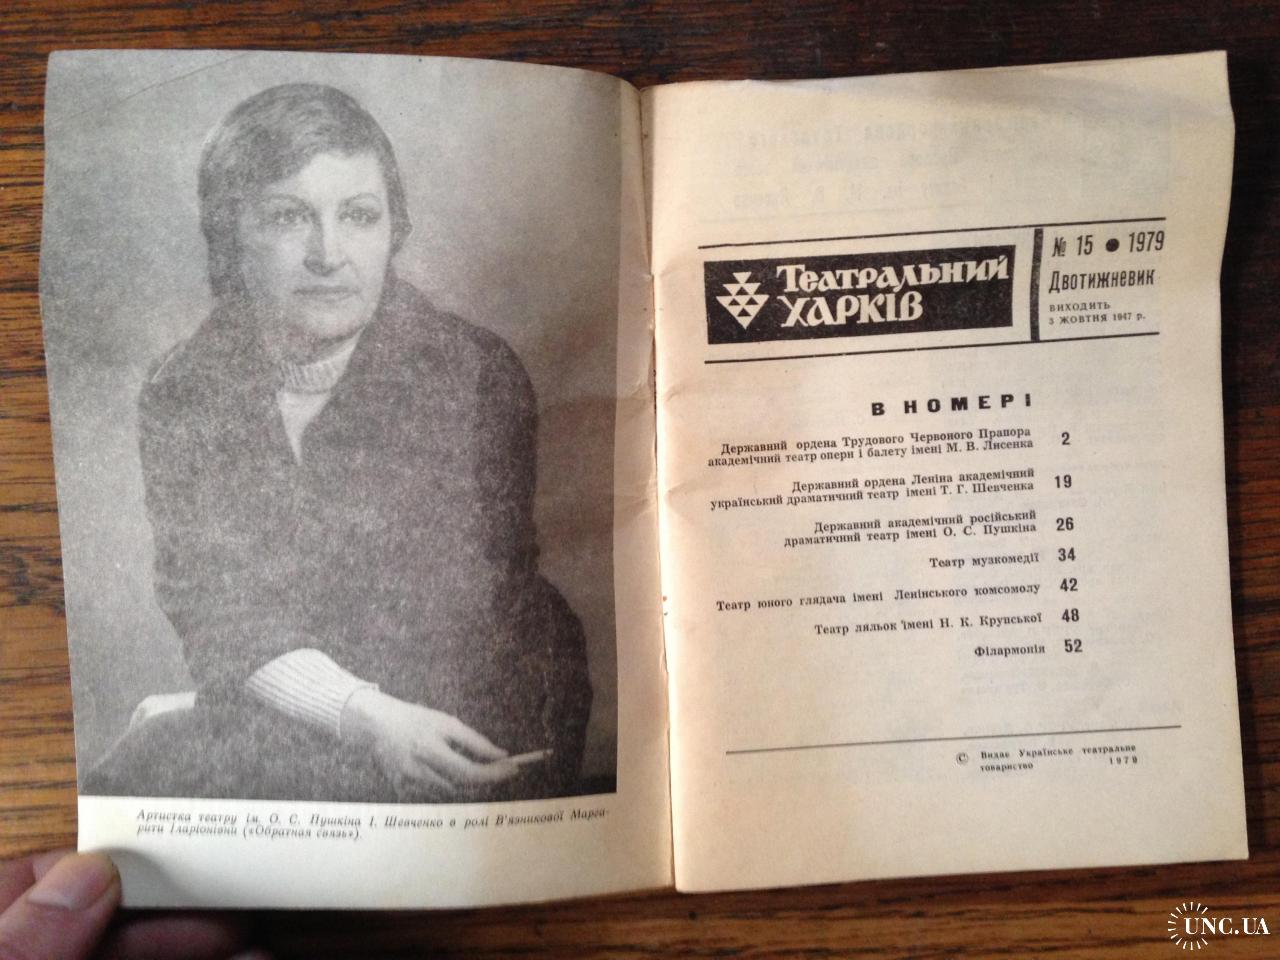 Артистка театру ім. О. С. Пушкіна І. Шевченко в ролі В'язникової Марга-
рити Іларіонівни («Обратная связь»).
Театральний
Харків
№ 15 ● 1979
Двотижневик
ВИХОДИТЬ
З ЖОВТНЯ 1947 р.
В НОМЕРІ
Державний ордена Трудового Червоного Прапора
академічний театр опери і балету імені М. В. Лисенка 2
Державний ордена Леніна академічний
український драматичний театр імені Т. Г. Шевченка 19
Державний академічний російський
драматичний театр імені О. С. Пушкіна 26
Театр музкомедії 34
Театр юного глядача імені Ленінського комсомолу 42
Театр ляльок імені Н. К. Крупської 48
Філармонія 52
© Видає Українське театральне
товариство 1979
UNC.UA